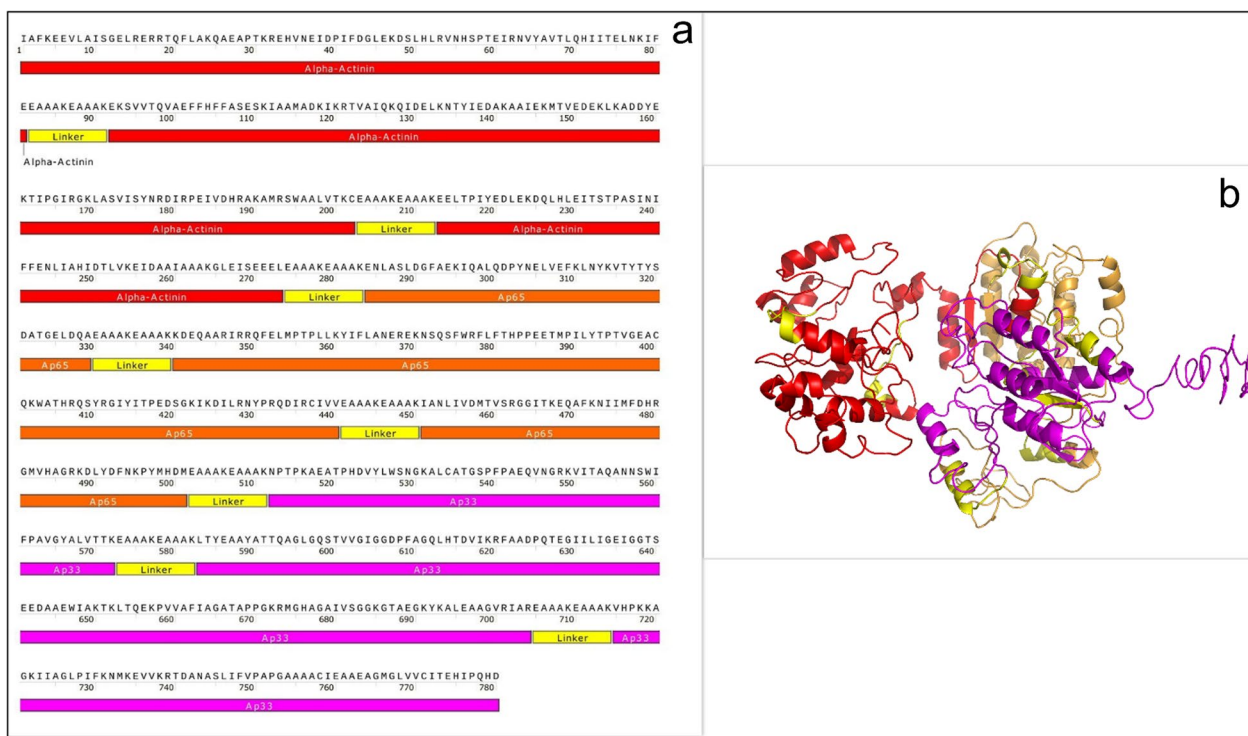 a
IAFKEEVLAISGELRERRTQFLAKQAEAPTKREHVNEIDPIFDGLEKDSLHLRVNHSPTEIRNVYAVTLQHIITELNKIF
1 10 20 30 40 50 60 70 80
Alpha-Actinin
EEAAAKEAAAKEKSVVTQVAEFFHFFASESKIAAMADKIKRTVAIQKQIDELKNTYIEDAKAAIEKMTVEDEKLKADDYE
90 100 110 120 130 140 150 160
Linker Alpha-Actinin
Alpha-Actinin
KTIPGIRGKLASVISYNRDIRPEIVDHRAKAMRSWAALVTKCEAAAKEAAAKEELTPIYEDLEKDQLHLEITSTPASINI
170 180 190 200 210 220 230 240
Alpha-Actinin Linker Alpha-Actinin
FFENLIAHIDTLVKEIDAAIAAAKGLEISEEELEAAAKEAAAKENLASLDGFAEKIQALQDPYNELVEFKLNYKVTYTYS
250 260 270 280 290 300 310 320
Alpha-Actinin Linker Ap65
DATGELDQAEAAAKEAAAKKDEQAARIRRQFELMPTPLLKYILLANEREKNSQSFWRFLFTHPPKETMPILYTPTVGEAC
330 340 350 360 370 380 390 400
Ap65 Linker Ap65
QKWATHRQSYRGIYITPEDSGKIKDILRNYPRQDIRCIVVEAAAKEAAAKIANLIVDMTVSRGGITKEQAFKNIIMFDHR
410 420 430 440 450 460 470 480
Ap65 Linker Ap65
GMVHAGRKDLYDFNKPYMHDMEAAAKEAAAKNPTPKAEATPHDVYLWSNGKALCATGSPFPAEQVNGRKVITAQANNSWI
490 500 510 520 530 540 550 560
Ap65 Linker Ap33
FPAVGYALVTTKEAAAKEAAAKLTYEAAYATTQAGLGQSTVVGIGGDPFAGQLHTDVIKRFAADPQTEGIILIGEIGGTS
570 580 590 600 610 620 630 640
Ap33 Linker Ap33
EEDAAEWIAKTKLTQEKPVVAFIAGATAPPGKRMGHAGAIVSGGKGTAEGKYKALEAAGVRIAREAAAKEAAAKVHPKKA
650 660 670 680 690 700 710 720
Ap33 Linker Ap33
GKIIAGLPIFKNMKEVVKRTDANASLIFVPAPGAAAACIEAAEAGMGLVVCITEHIPQHD
730 740 750 760 770 780
Ap33
b